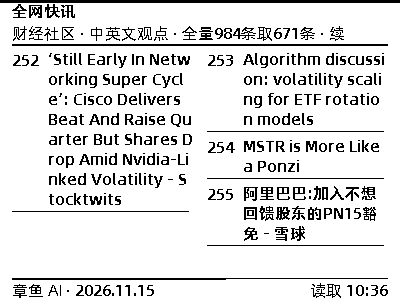 全网快讯
财经社区 · 中英文观点 · 全量984条取671条 · 续
252 ‘Still Early In Netw
orking Super Cycl
e’: Cisco Delivers
Beat And Raise Qu
arter But Shares D
rop Amid Nvidia-Li
nked Volatility - S
tocktwits
253 Algorithm discussi
on: volatility scali
ng for ETF rotatio
n models
254 MSTR is More Like
a Ponzi
255 阿里巴巴:加入不想
回馈股东的PN15豁
免 - 雪球
章鱼 AI · 2026.11.15
读取 10:36